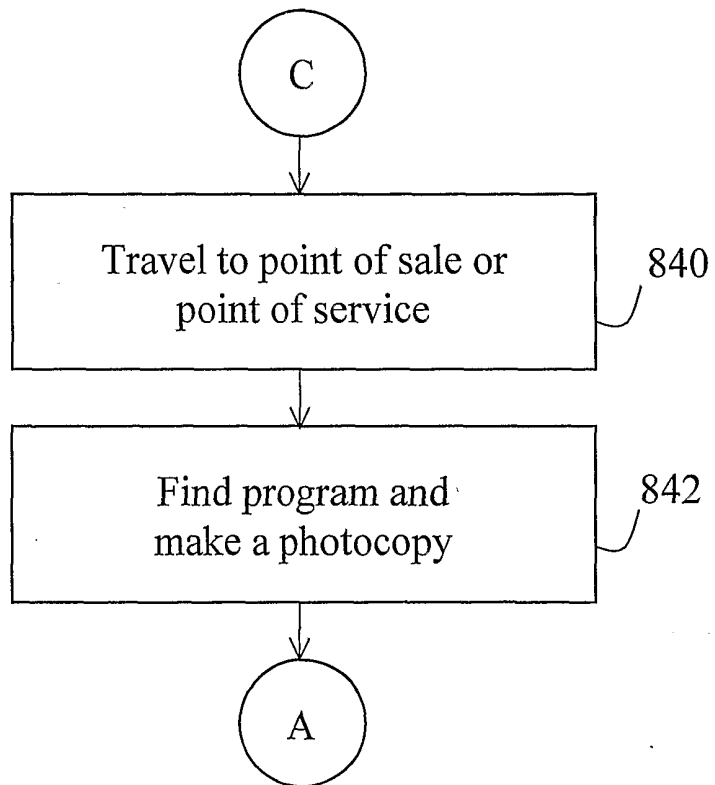 C
Travel to point of sale or
point of service
840
Find program and
make a photocopy
842
A